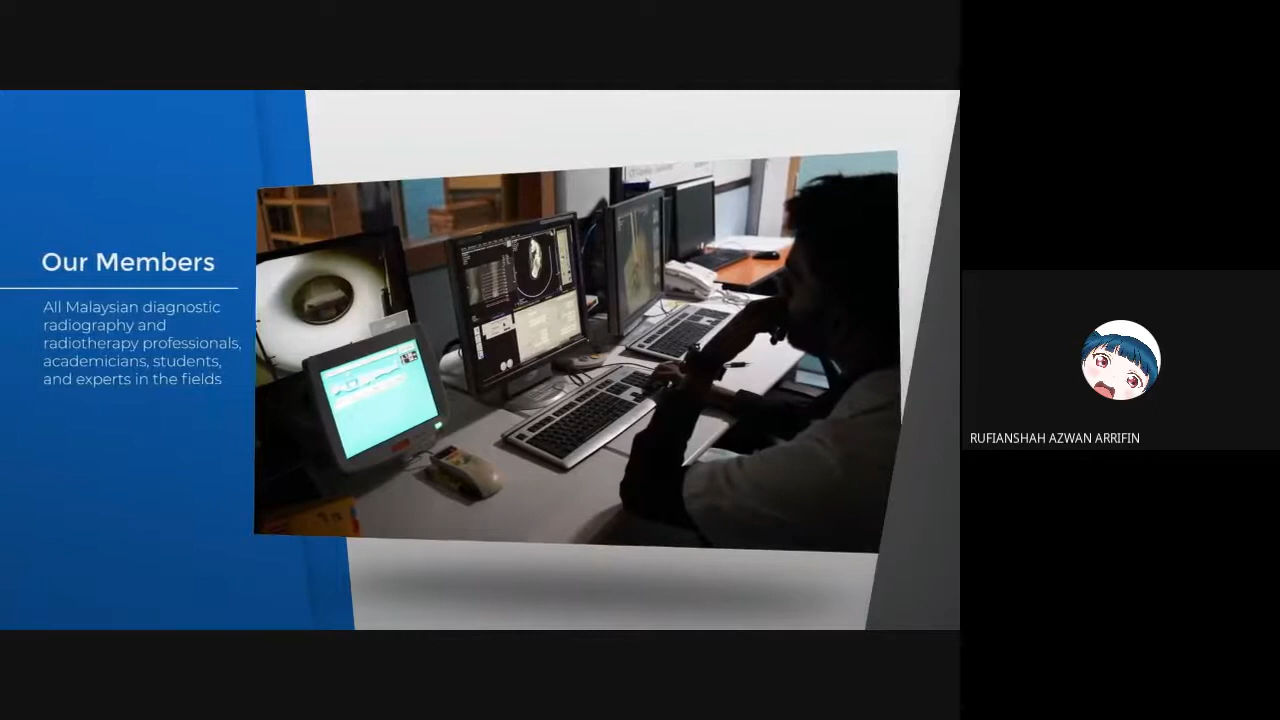 Our Members
All Malaysian diagnostic
radiography and
radiotherapy professionals,
academicians, students,
and experts in the fields
RUFIANSHAH AZWAN ARRIFIN